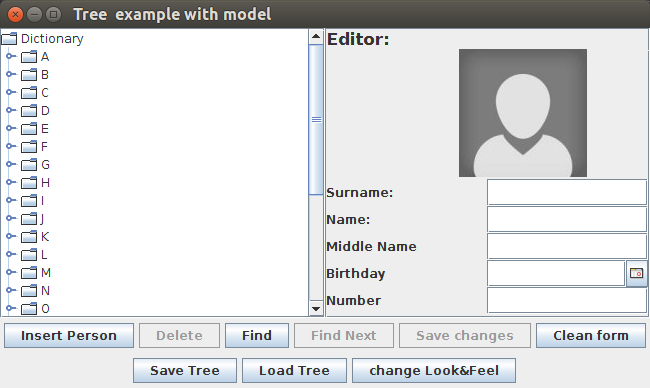 Tree  example with model
Dictionary
A
B
C
D
E
F
G
H
I
J
K
L
M
N
O
Editor:
Surname:
Name:
Middle Name
Birthday
Number
Insert Person Delete Find Find Next Save changes Clean form
Save Tree Load Tree change Look&Feel